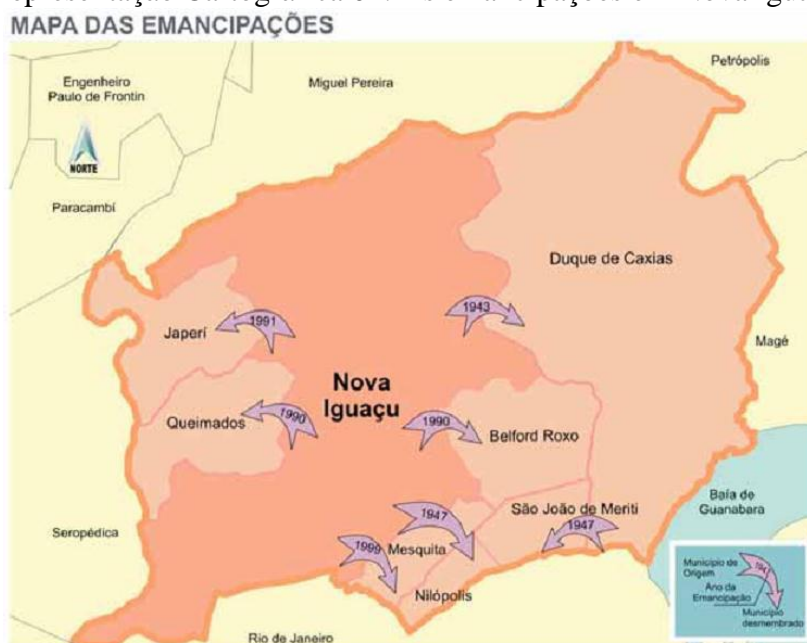 MAPA DAS EMANCIPAÇÕES
Petrópolis
Engenheiro
Paulo de Frontin
Miguel Pereira
NORTE
Paracambí
Duque de Caxias
1943
1991
Japerí
Magé
Nova
Iguaçu
1990
Queimados
1990
Belford Roxo
Baía de
Guanabara
São João de Meriti
1947
1947
Seropédica
Mesquita
1999
Nilópolis
Município de
Origem
Ano da
Emancipação
Município
desmembrado
Rio de Janeiro